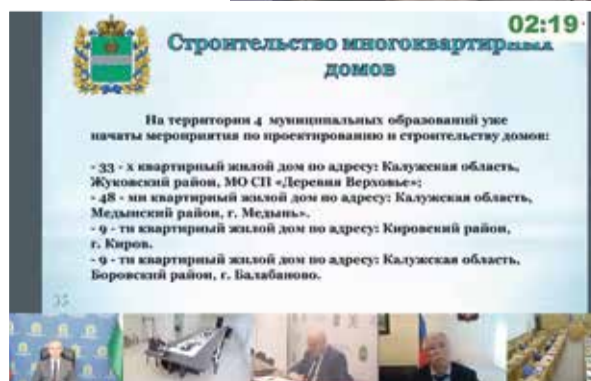 02:19
Строительство многоквартирных
домов
На территории 4 муниципальных образований уже
начаты мероприятия по проектированию и строительству домов:
- 33 - х квартирный жилой дом по адресу: Калужская область,
Жуковский район, МО СП «Деревня Верховье»;
- 48 - ми квартирный жилой дом по адресу: Калужская область,
Медынский район, г. Медынь».
- 9 - ти квартирный жилой дом по адресу: Кировский район,
г. Киров.
- 9 - ти квартирный жилой дом по адресу: Калужская область,
Боровский район, г. Балабаново.